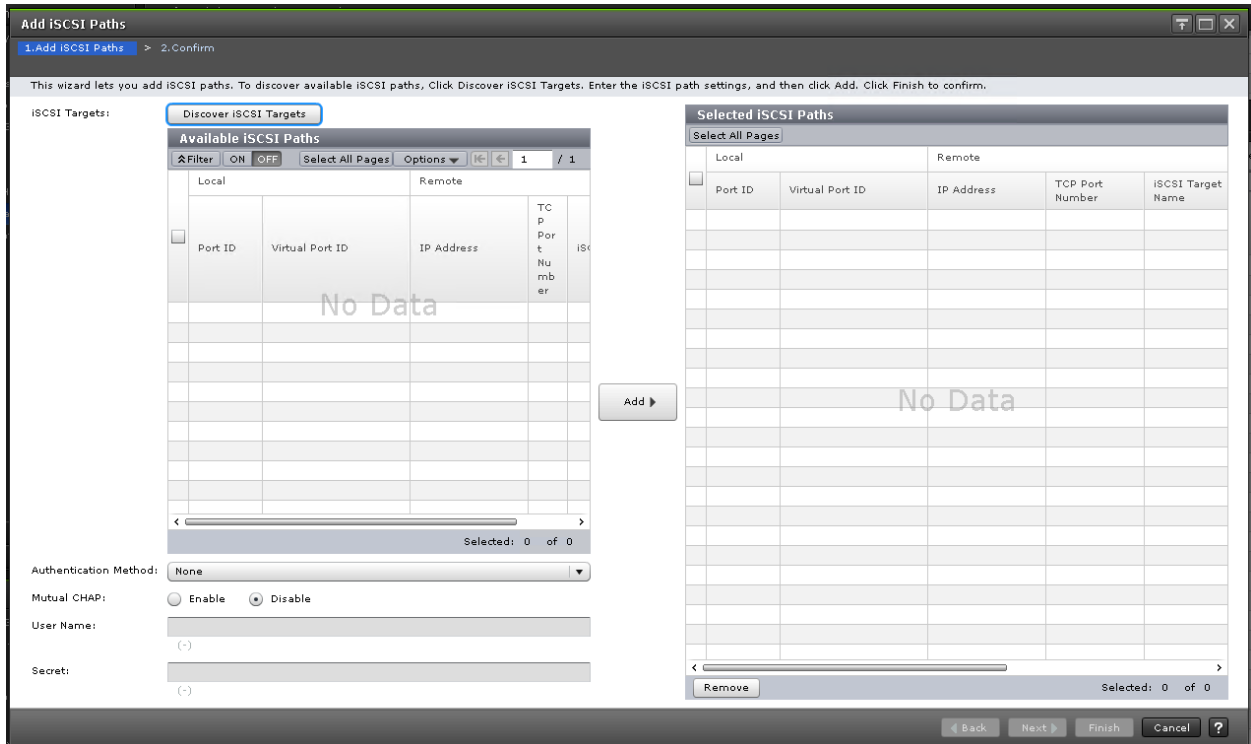 Add iSCSI Paths
1.Add iSCSI Paths > 2.Confirm
This wizard lets you add iSCSI paths. To discover available iSCSI paths, Click Discover iSCSI Targets. Enter the iSCSI path settings, and then click Add. Click Finish to confirm.
iSCSI Targets:
Discover iSCSI Targets
Available iSCSI Paths
Filter ON OFF Select All Pages Options 1 / 1
Local Remote
Port ID Virtual Port ID IP Address TC
P
Por
t
Nu
mb
er iSC
No Data
Selected: 0 of 0
Authentication Method: None
Mutual CHAP: Enable Disable
User Name:
(-)
Secret:
(-)
Add
Selected iSCSI Paths
Select All Pages
Local Remote
Port ID Virtual Port ID IP Address TCP Port
Number iSCSI Target
Name
No Data
Remove Selected: 0 of 0
Back Next Finish Cancel ?